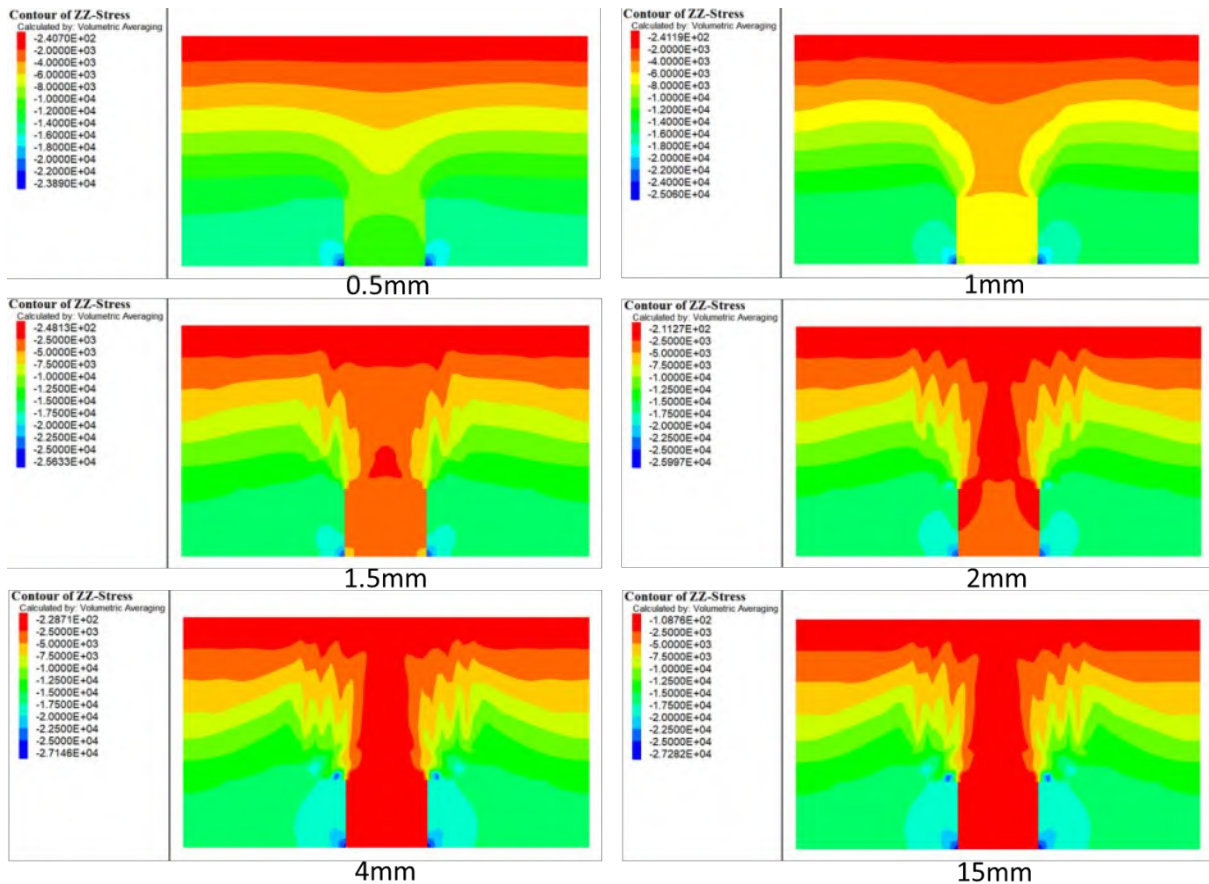 Contour of ZZ-Stress
Calculated by: Volumetric Averaging
-2.4070E+02
-2.0000E+03
-4.0000E+03
-6.0000E+03
-8.0000E+03
-1.0000E+04
-1.2000E+04
-1.4000E+04
-1.6000E+04
-1.8000E+04
-2.0000E+04
-2.2000E+04
-2.3890E+04
0.5mm
Contour of ZZ-Stress
Calculated by: Volumetric Averaging
-2.4119E+02
-2.0000E+03
-4.0000E+03
-6.0000E+03
-8.0000E+03
-1.0000E+04
-1.2000E+04
-1.4000E+04
-1.6000E+04
-1.8000E+04
-2.0000E+04
-2.2000E+04
-2.4000E+04
-2.5060E+04
1mm
Contour of ZZ-Stress
Calculated by: Volumetric Averaging
-2.4813E+02
-2.5000E+03
-5.0000E+03
-7.5000E+03
-1.0000E+04
-1.2500E+04
-1.7500E+04
-2.0000E+04
-2.2500E+04
-2.5000E+04
-2.5633E+04
1.5mm
Contour of ZZ-Stress
Calculated by: Volumetric Averaging
-2.1127E+02
-2.5000E+03
-5.0000E+03
-7.5000E+03
-1.0000E+04
-1.2500E+04
-1.5000E+04
-1.7500E+04
-2.0000E+04
-2.2500E+04
-2.5000E+04
-2.5997E+04
2mm
Contour of ZZ-Stress
Calculated by: Volumetric Averaging
-2.2871E+02
-2.5000E+03
-5.0000E+03
-7.5000E+03
-1.0000E+04
-1.2500E+04
-1.7500E+04
-2.0000E+04
-2.2500E+04
-2.5000E+04
-2.7146E+04
4mm
Contour of ZZ-Stress
Calculated by: Volumetric Averaging
-1.0876E+02
-2.5000E+03
-5.0000E+03
-7.5000E+03
-1.0000E+04
-1.2500E+04
-1.7500E+04
-2.0000E+04
-2.2500E+04
-2.5000E+04
-2.7282E+04
15mm